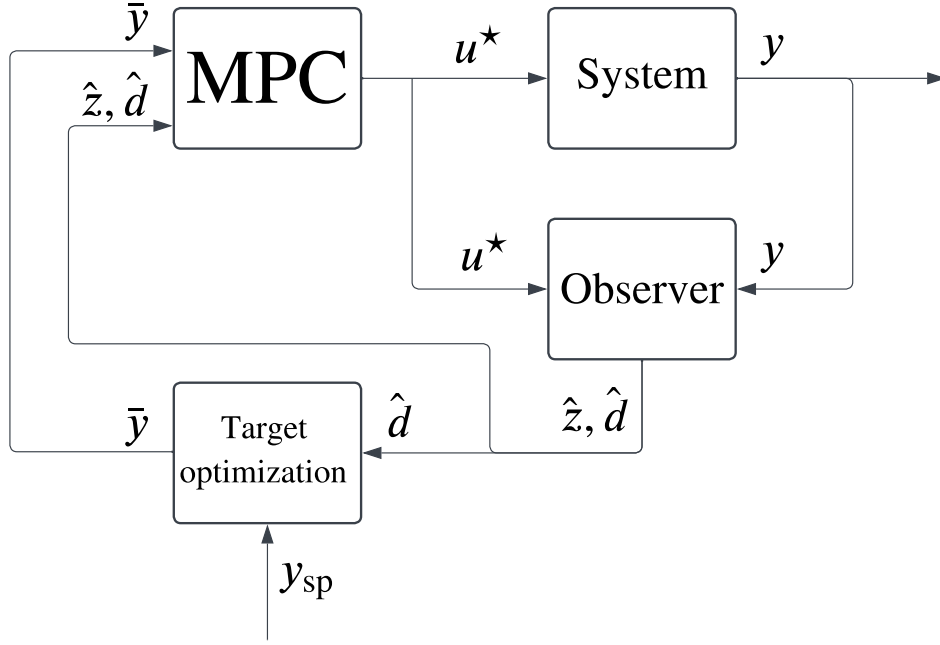 ȳ
MPC
u★
System
y
ẑ, d̂
u★
Observer
y
ȳ
Target
optimization
d̂
ẑ, d̂
y_sp